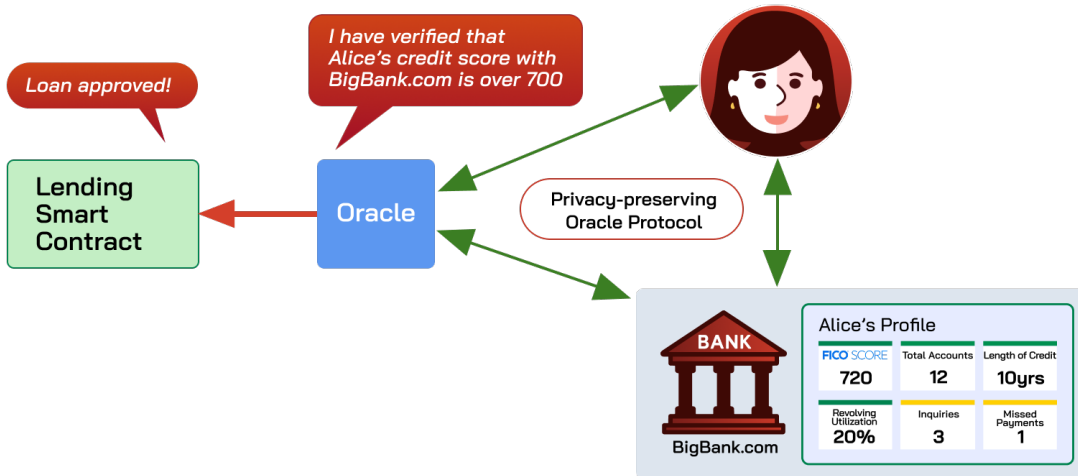 I have verified that
Alice's credit score with
BigBank.com is over 700
Loan approved!
Lending
Smart
Contract
Oracle
Privacy-preserving
Oracle Protocol
BANK
BigBank.com
Alice's Profile
FICO SCORE
720
Total Accounts
12
Length of Credit
10yrs
Revolving
Utilization
20%
Inquiries
3
Missed
Payments
1